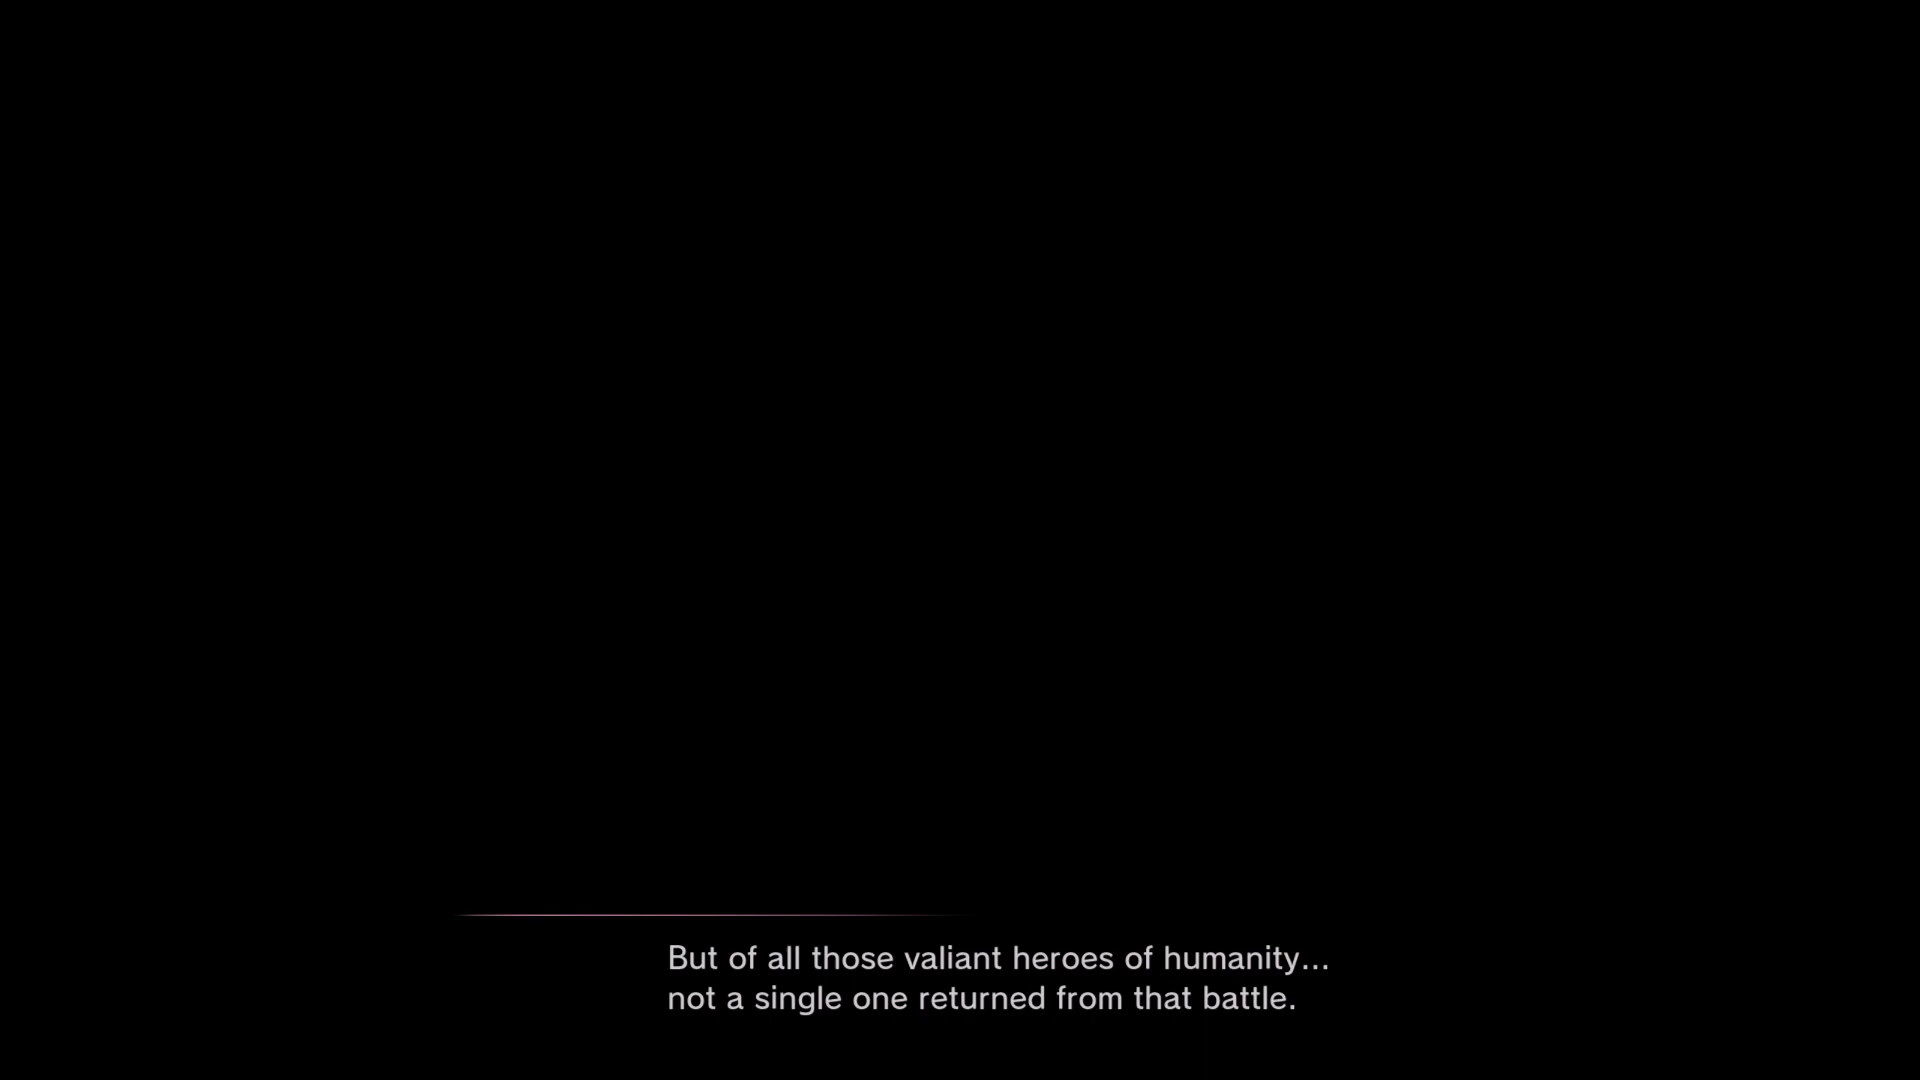 But of all those valiant heroes of humanity...
not a single one returned from that battle.